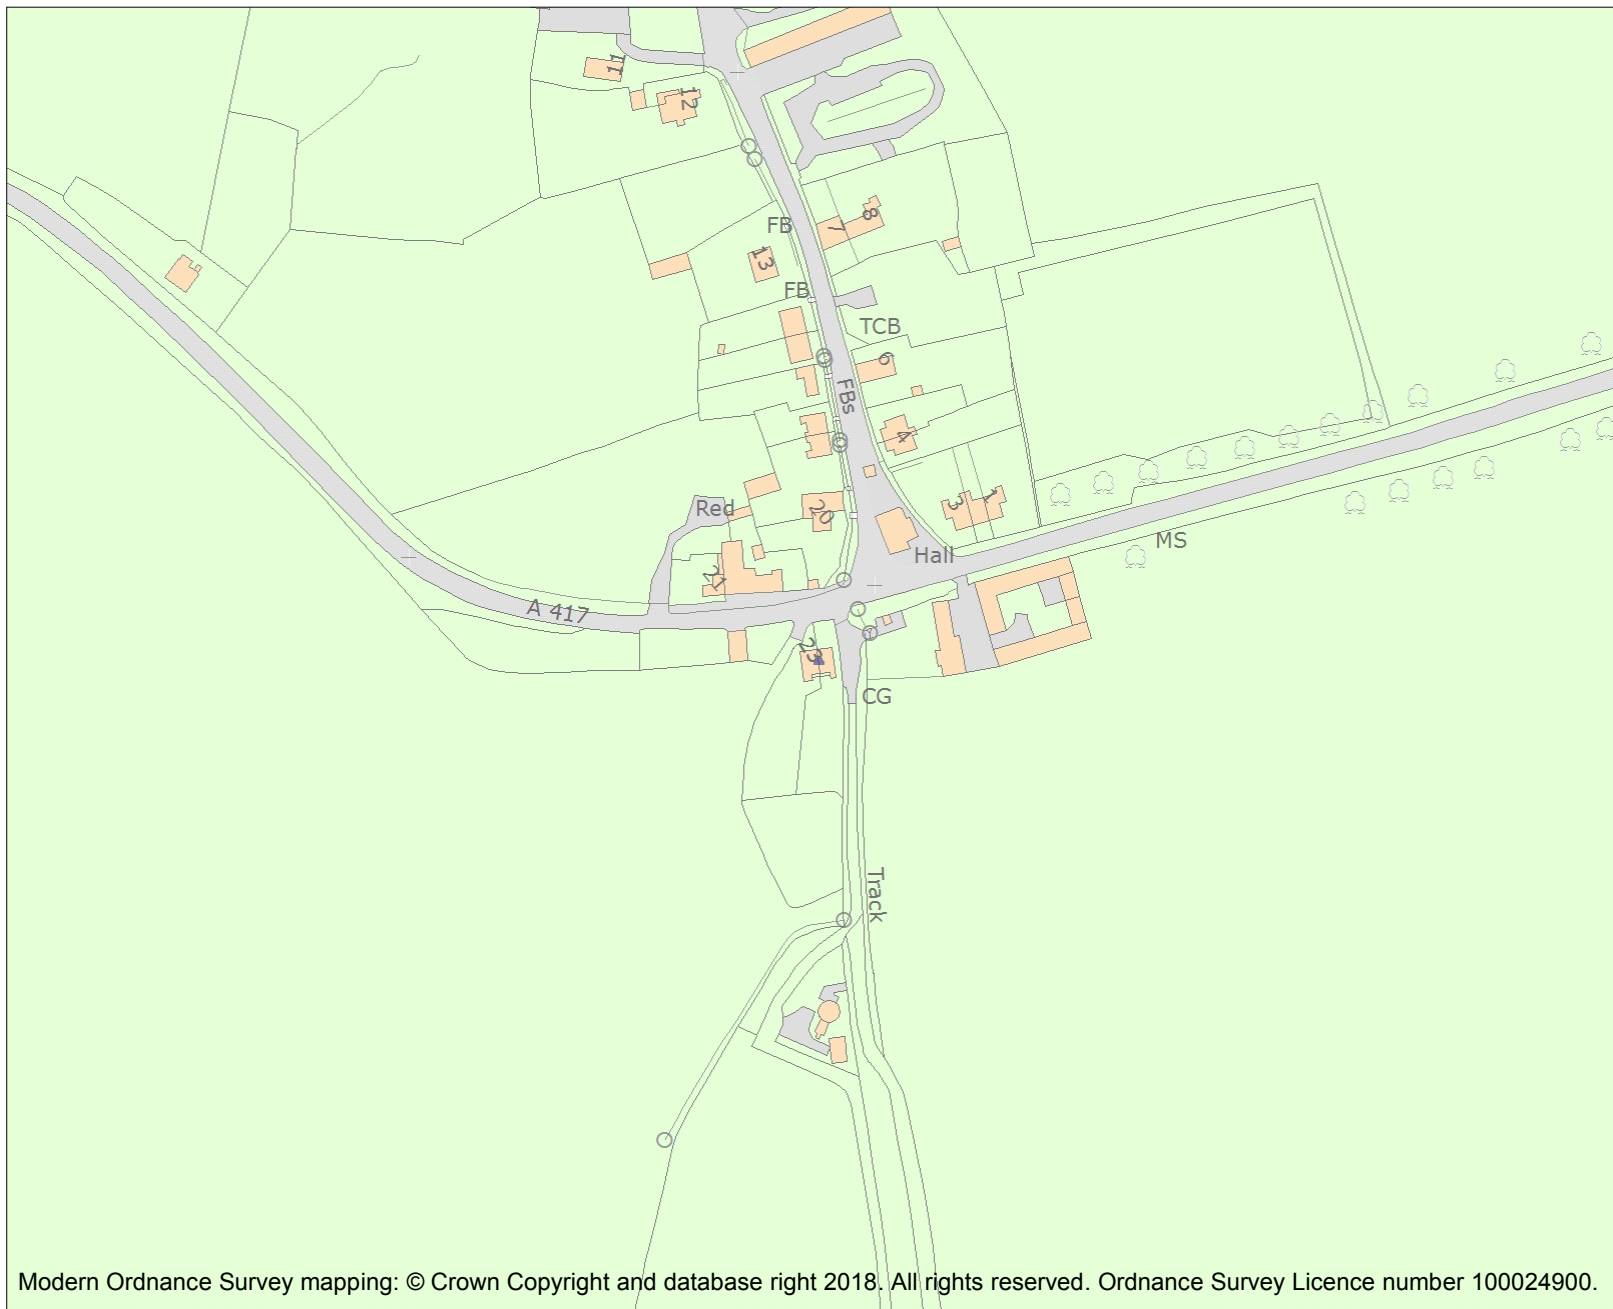 11
12
FB
8
7
13
FB
TCB
6
FBs
4
Red
20
3
1
Hall
MS
21
A 417
23
CG
Track
Modern Ordnance Survey mapping: © Crown Copyright and database right 2018. All rights reserved. Ordnance Survey Licence number 100024900.